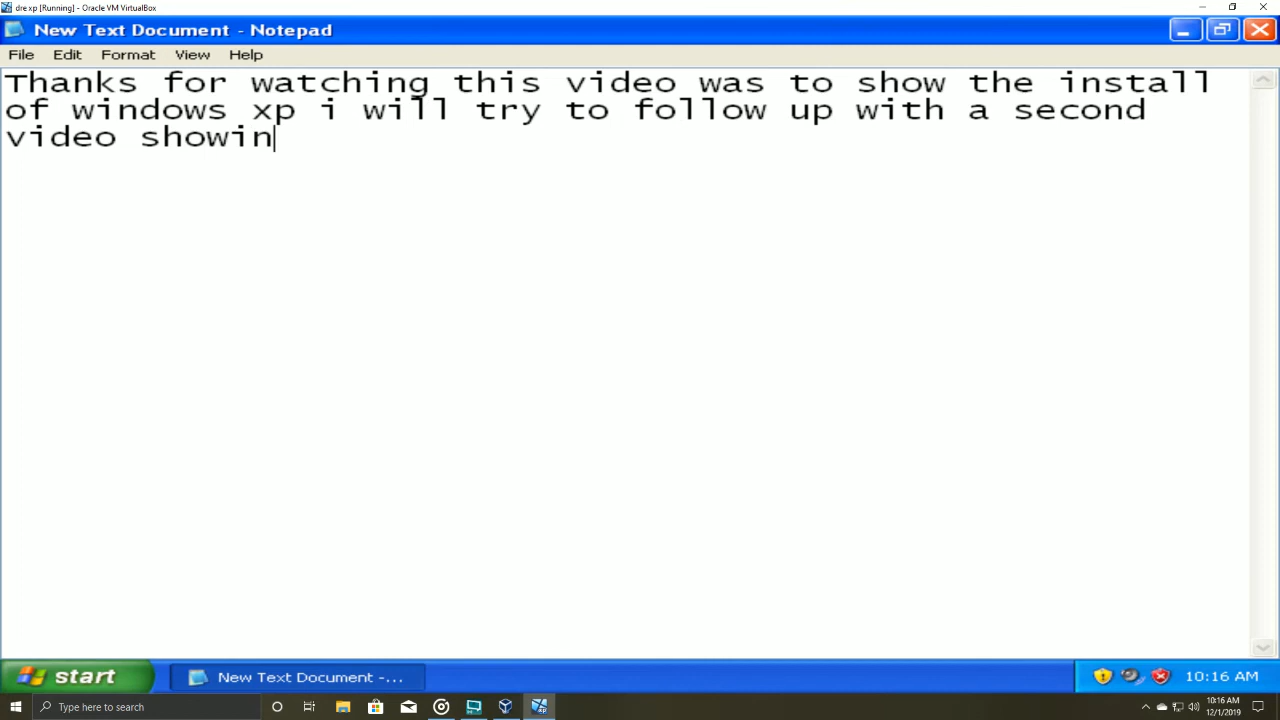 dre xp [Running] - Oracle VM VirtualBox
New Text Document - Notepad
File Edit Format View Help
Thanks for watching this video was to show the install
of windows xp i will try to follow up with a second
video showin
start New Text Document -... 10:16 AM
Type here to search 10:16 AM
12/1/2019